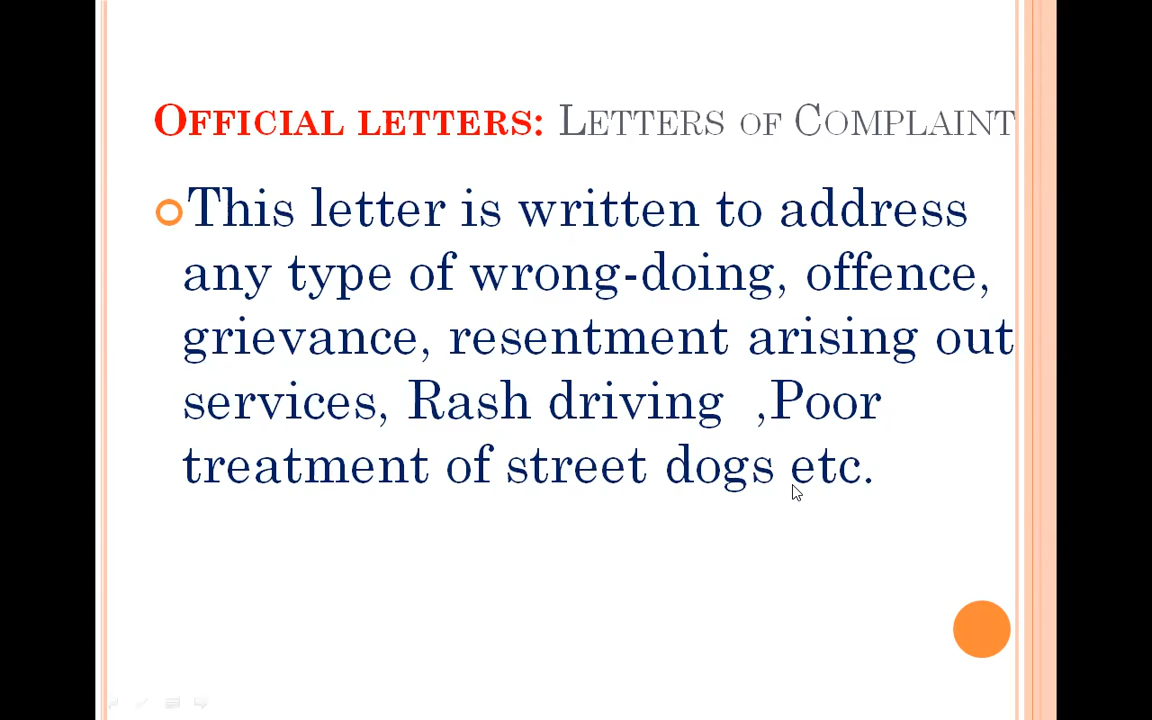 OFFICIAL LETTERS: LETTERS OF COMPLAINT
This letter is written to address
any type of wrong-doing, offence,
grievance, resentment arising out
services, Rash driving  ,Poor
treatment of street dogs etc.